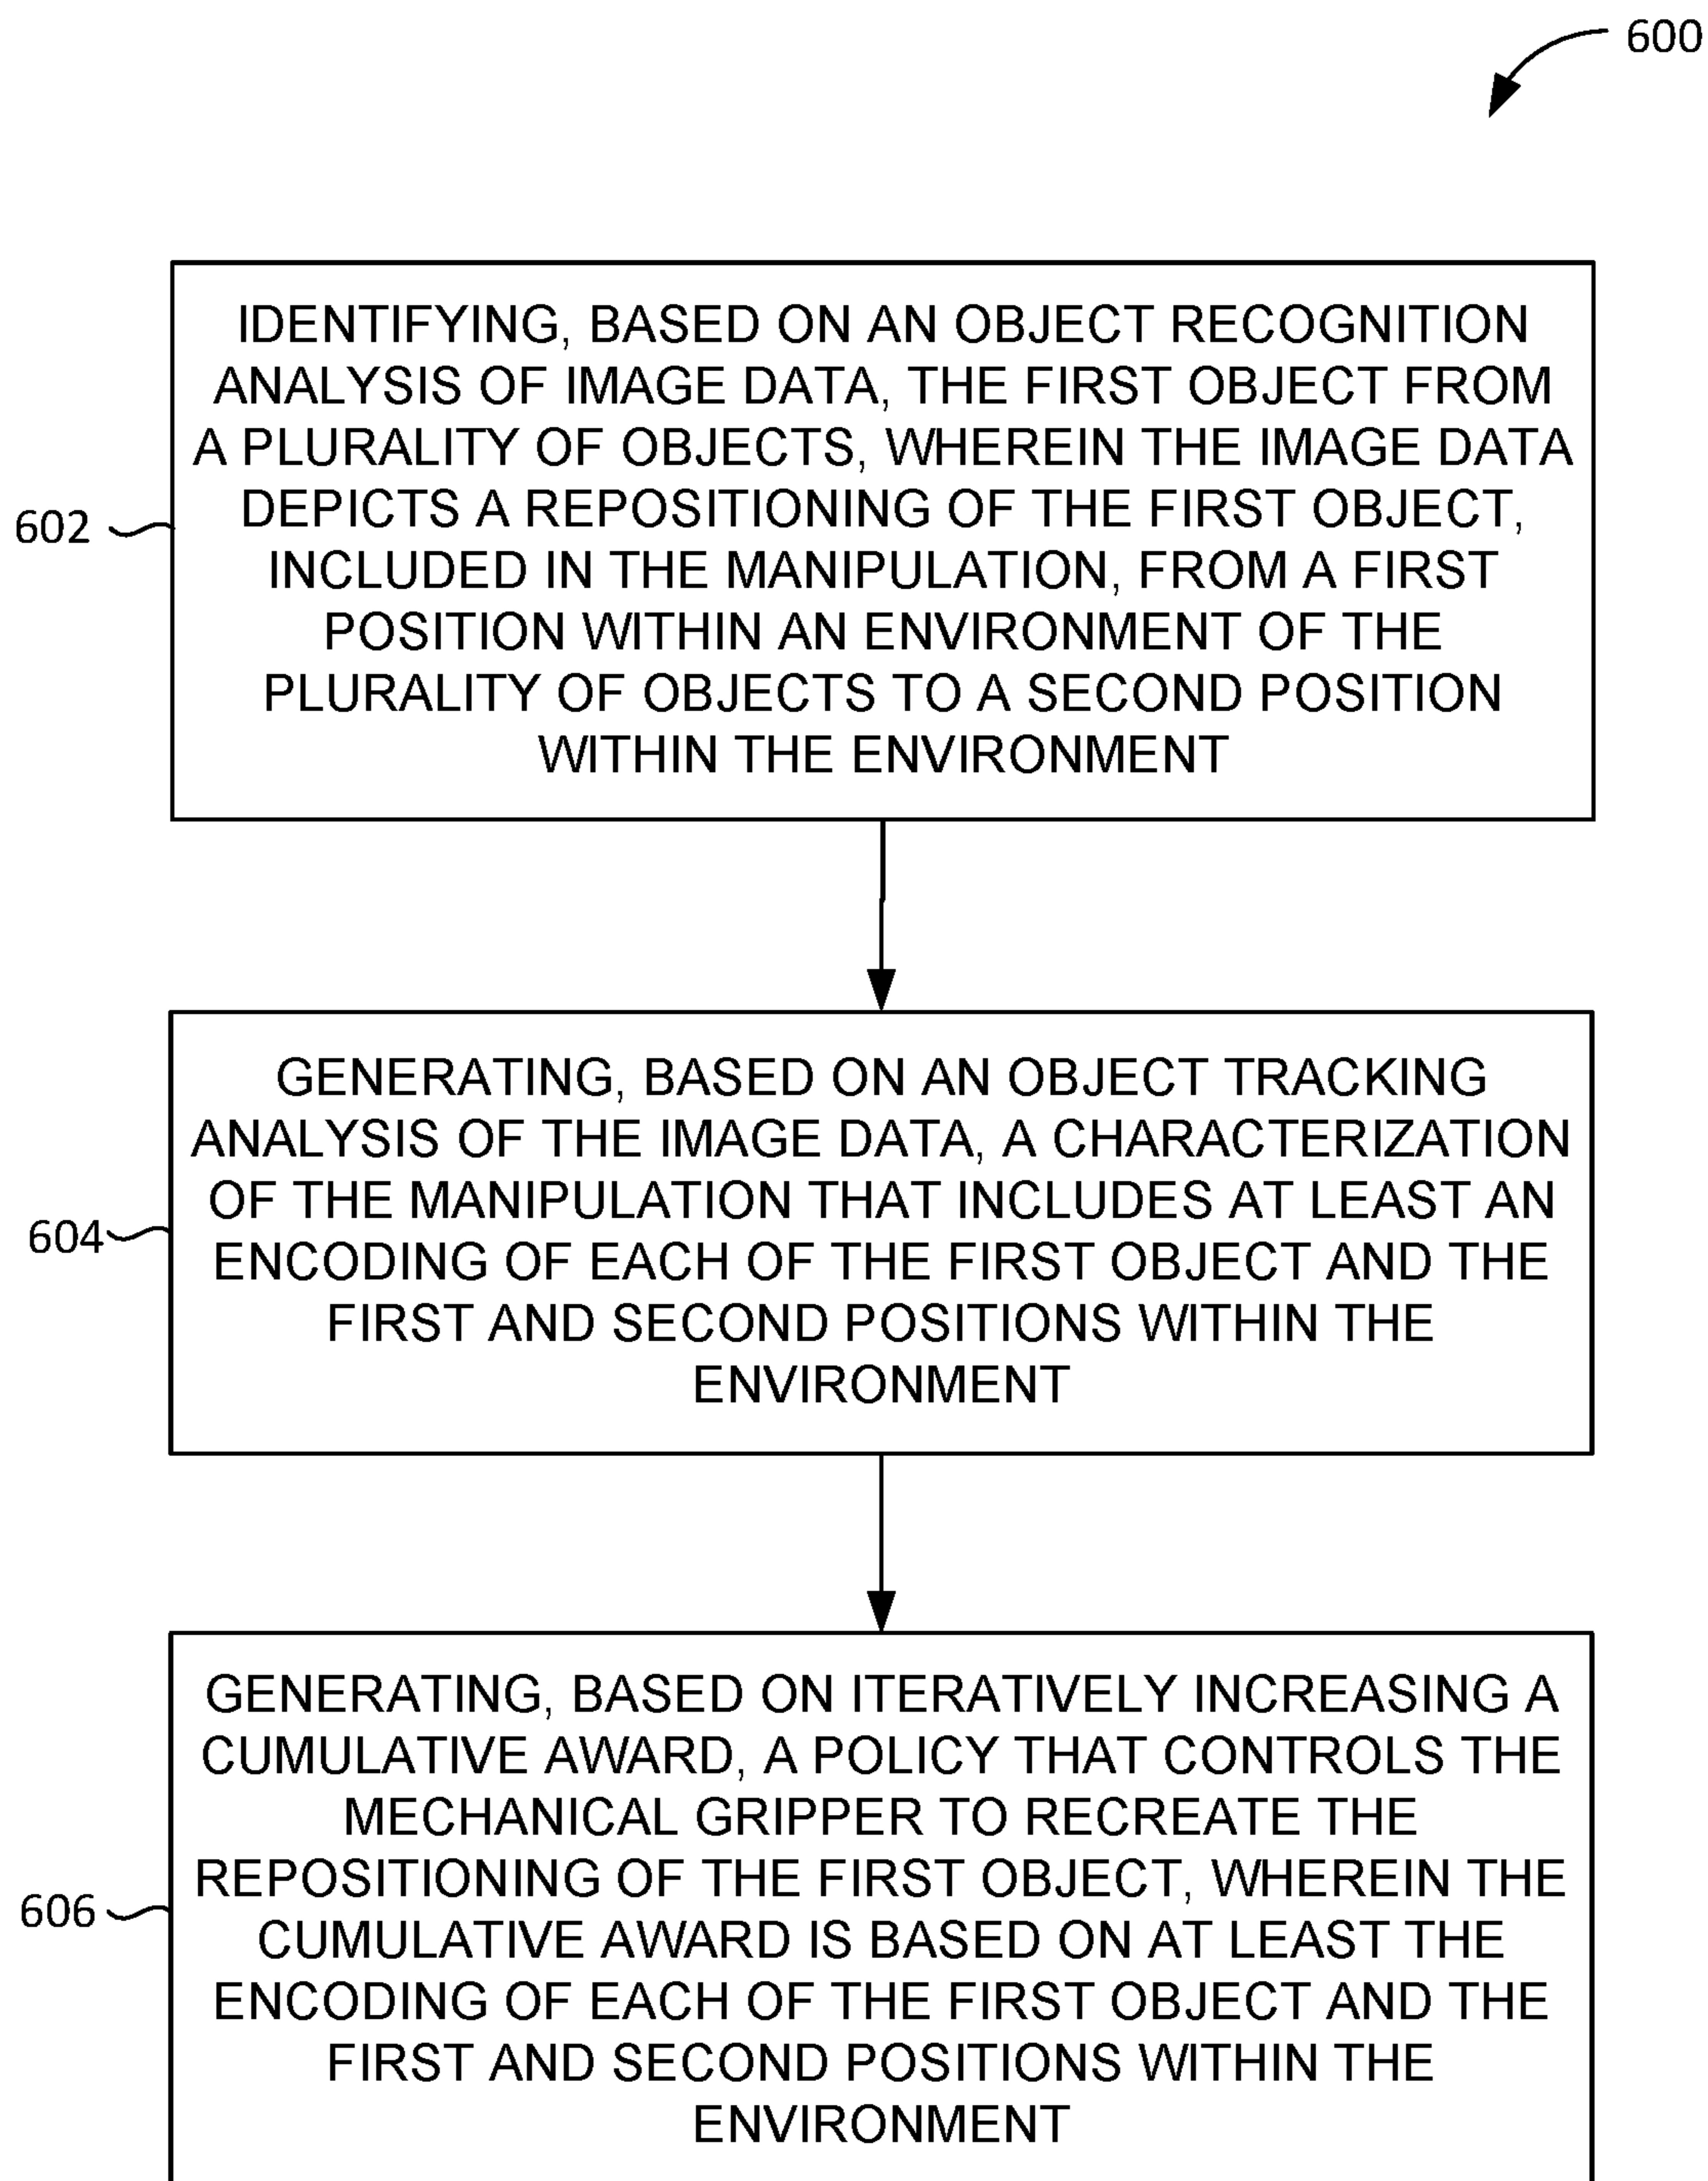 600
IDENTIFYING, BASED ON AN OBJECT RECOGNITION
ANALYSIS OF IMAGE DATA, THE FIRST OBJECT FROM
A PLURALITY OF OBJECTS, WHEREIN THE IMAGE DATA
DEPICTS A REPOSITIONING OF THE FIRST OBJECT,
INCLUDED IN THE MANIPULATION, FROM A FIRST
POSITION WITHIN AN ENVIRONMENT OF THE
PLURALITY OF OBJECTS TO A SECOND POSITION
WITHIN THE ENVIRONMENT
602
GENERATING, BASED ON AN OBJECT TRACKING
ANALYSIS OF THE IMAGE DATA, A CHARACTERIZATION
OF THE MANIPULATION THAT INCLUDES AT LEAST AN
ENCODING OF EACH OF THE FIRST OBJECT AND THE
FIRST AND SECOND POSITIONS WITHIN THE
ENVIRONMENT
604
GENERATING, BASED ON ITERATIVELY INCREASING A
CUMULATIVE AWARD, A POLICY THAT CONTROLS THE
MECHANICAL GRIPPER TO RECREATE THE
REPOSITIONING OF THE FIRST OBJECT, WHEREIN THE
CUMULATIVE AWARD IS BASED ON AT LEAST THE
ENCODING OF EACH OF THE FIRST OBJECT AND THE
FIRST AND SECOND POSITIONS WITHIN THE
ENVIRONMENT
606